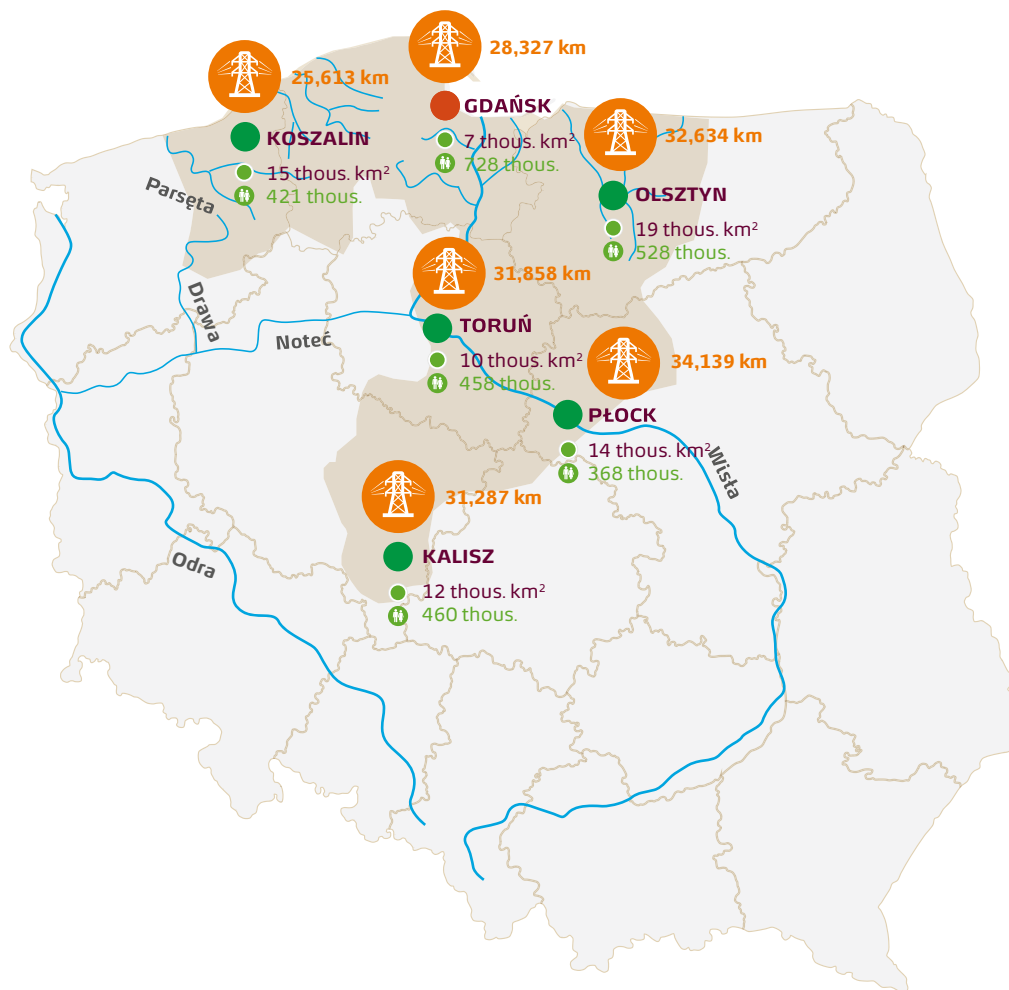 28,327 km
25,613 km
GDAŃSK
KOSZALIN
7 thous. km²
728 thous.
32,634 km
15 thous. km²
421 thous.
Parsęta
OLSZTYN
19 thous. km²
528 thous.
31,858 km
Drawa
Noteć
TORUŃ
10 thous. km²
458 thous.
34,139 km
PŁOCK
14 thous. km²
368 thous.
Wisła
31,287 km
Odra
KALISZ
12 thous. km²
460 thous.